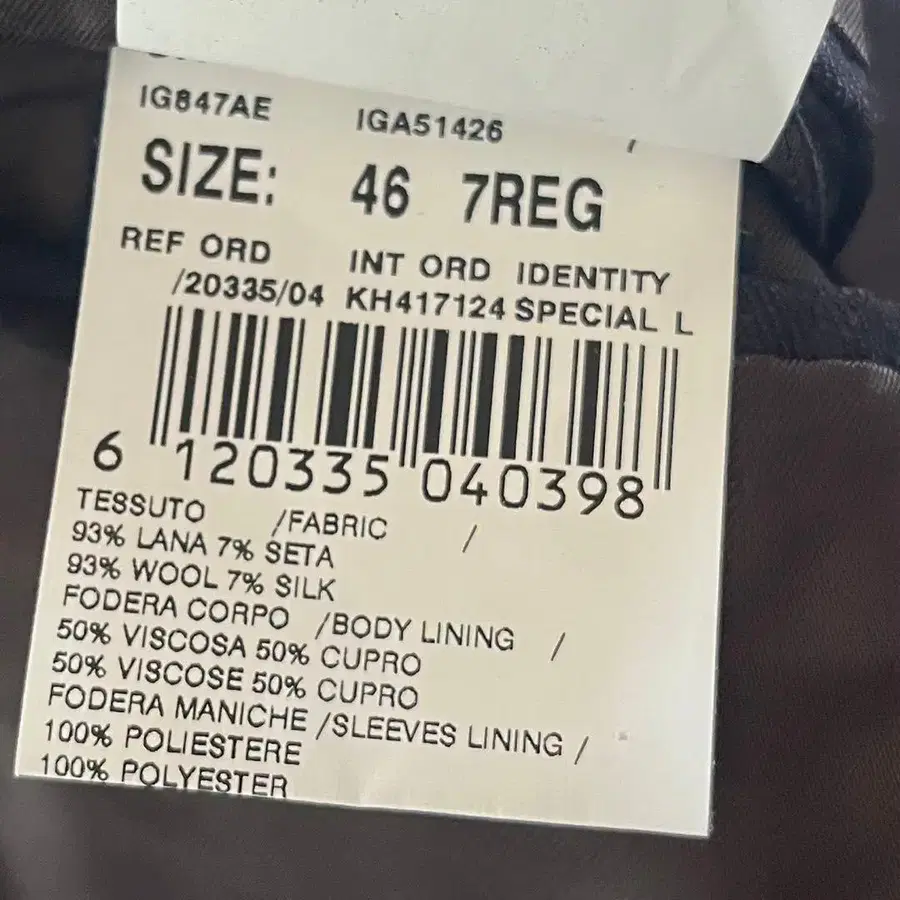 IG847AE IGA51426 /
SIZE: 46 7REG
REF ORD INT ORD IDENTITY
/20335/04 KH417124 SPECIAL L
6 120335 040398
TESSUTO /FABRIC /
93% LANA 7% SETA
93% WOOL 7% SILK
FODERA CORPO /BODY LINING /
50% VISCOSA 50% CUPRO
50% VISCOSE 50% CUPRO
FODERA MANICHE /SLEEVES LINING /
100% POLIESTERE
100% POLYESTER